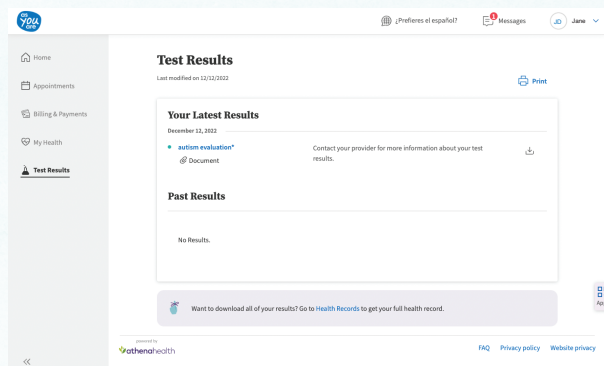 as
you
are
¿Prefieres el español?
1
Messages
JD
Jane
Home
Appointments
Billing & Payments
My Health
Test Results
Test Results
Last modified on 12/12/2022
Print
Your Latest Results
December 12, 2022
autism evaluation*
Document
Contact your provider for more information about your test
results.
Past Results
No Results.
Want to download all of your results? Go to Health Records to get your full health record.
powered by
athenahealth
FAQ
Privacy policy
Website privacy